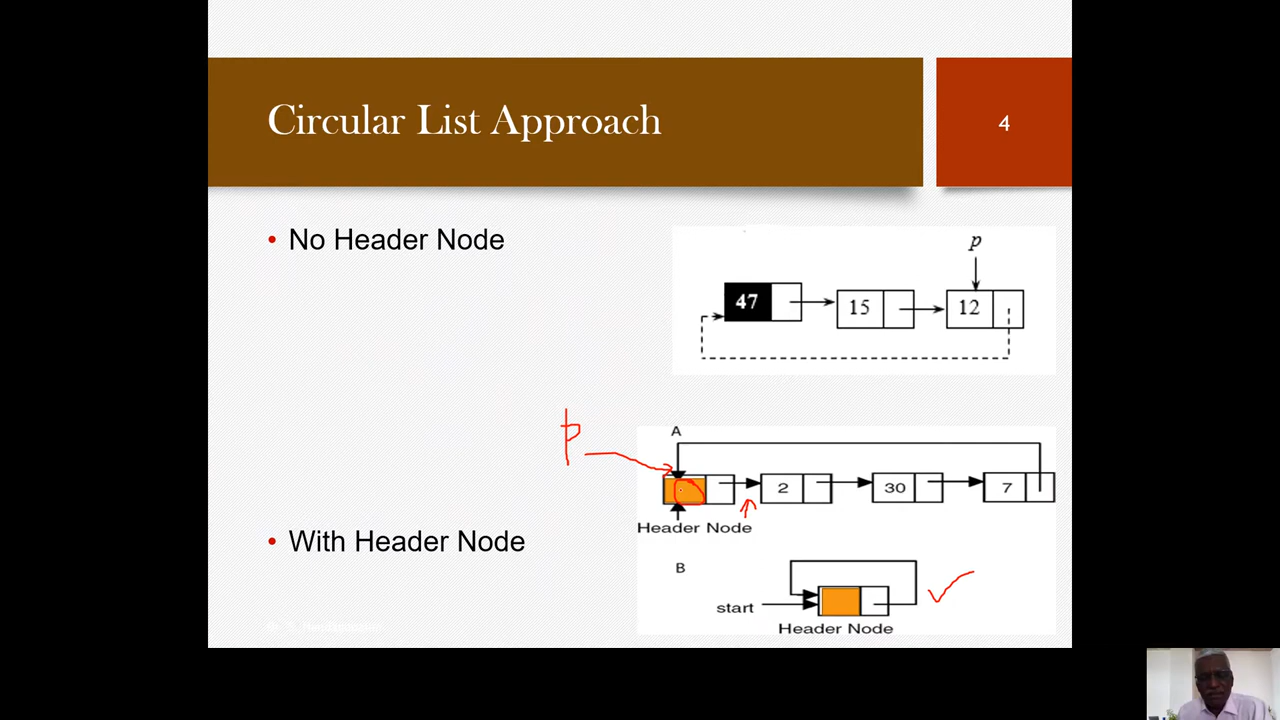 Circular List Approach
4
No Header Node
p
47 15 12
p
A
2 30 7
Header Node
With Header Node
B
start
Header Node